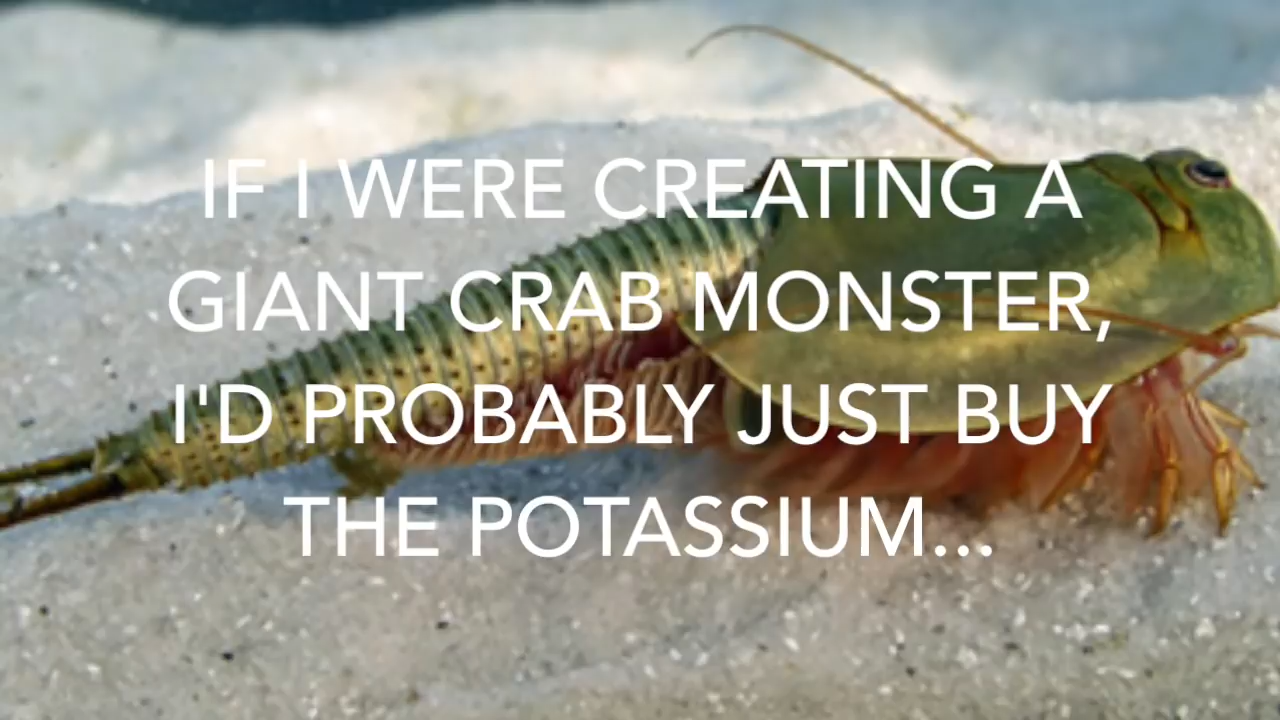 IF I WERE CREATING A
GIANT CRAB MONSTER,
I'D PROBABLY JUST BUY
THE POTASSIUM...